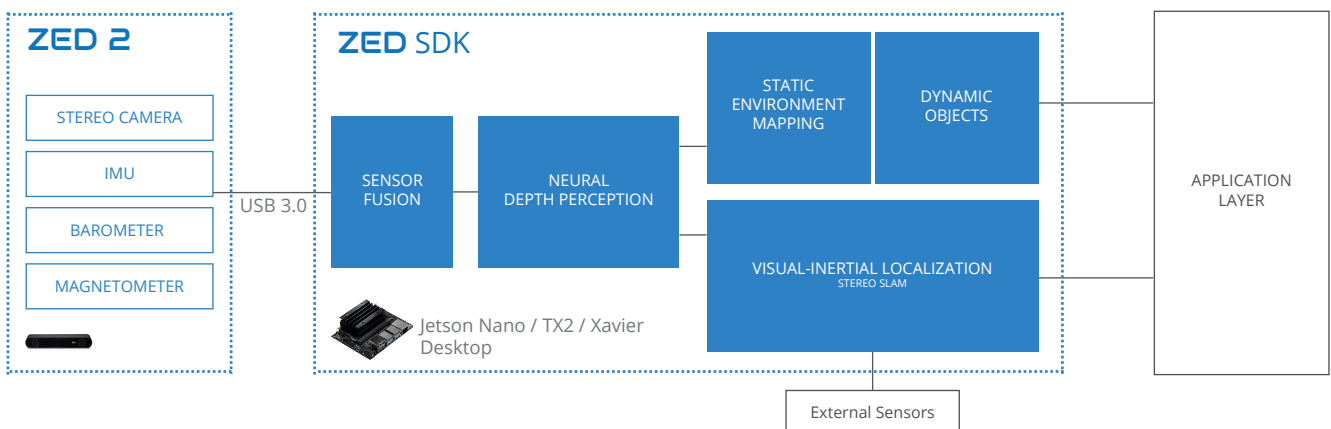 ZED 2
STEREO CAMERA
IMU
BAROMETER
MAGNETOMETER
USB 3.0
ZED SDK
SENSOR
FUSION
NEURAL
DEPTH PERCEPTION
STATIC
ENVIRONMENT
MAPPING
DYNAMIC
OBJECTS
VISUAL-INERTIAL LOCALIZATION
STEREO SLAM
Jetson Nano / TX2 / Xavier
Desktop
External Sensors
APPLICATION
LAYER